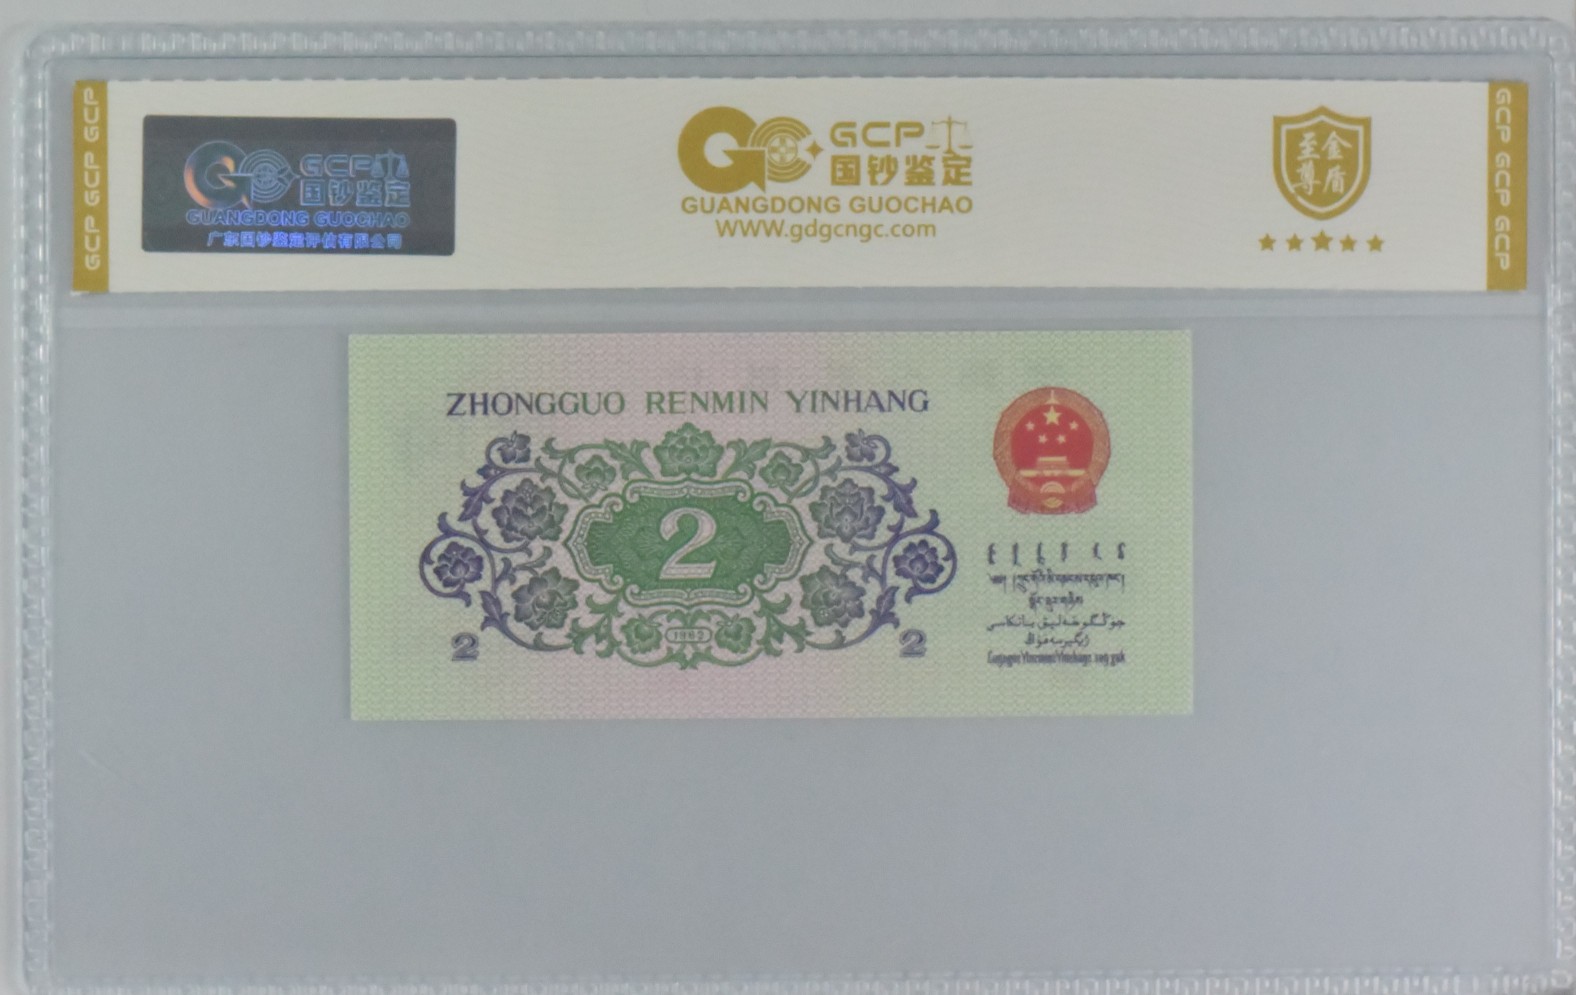 GCP GCP GCP
GCP 国钞鉴定
GUANGDONG GUOCHAO
广东国钞鉴定评估有限公司
GCP
国钞鉴定
GUANGDONG GUOCHAO
WWW.gdgcngc.com
至尊金盾
GCP GCP GCP
ZHONGGUO RENMIN YINHANG
2
1962
2 2